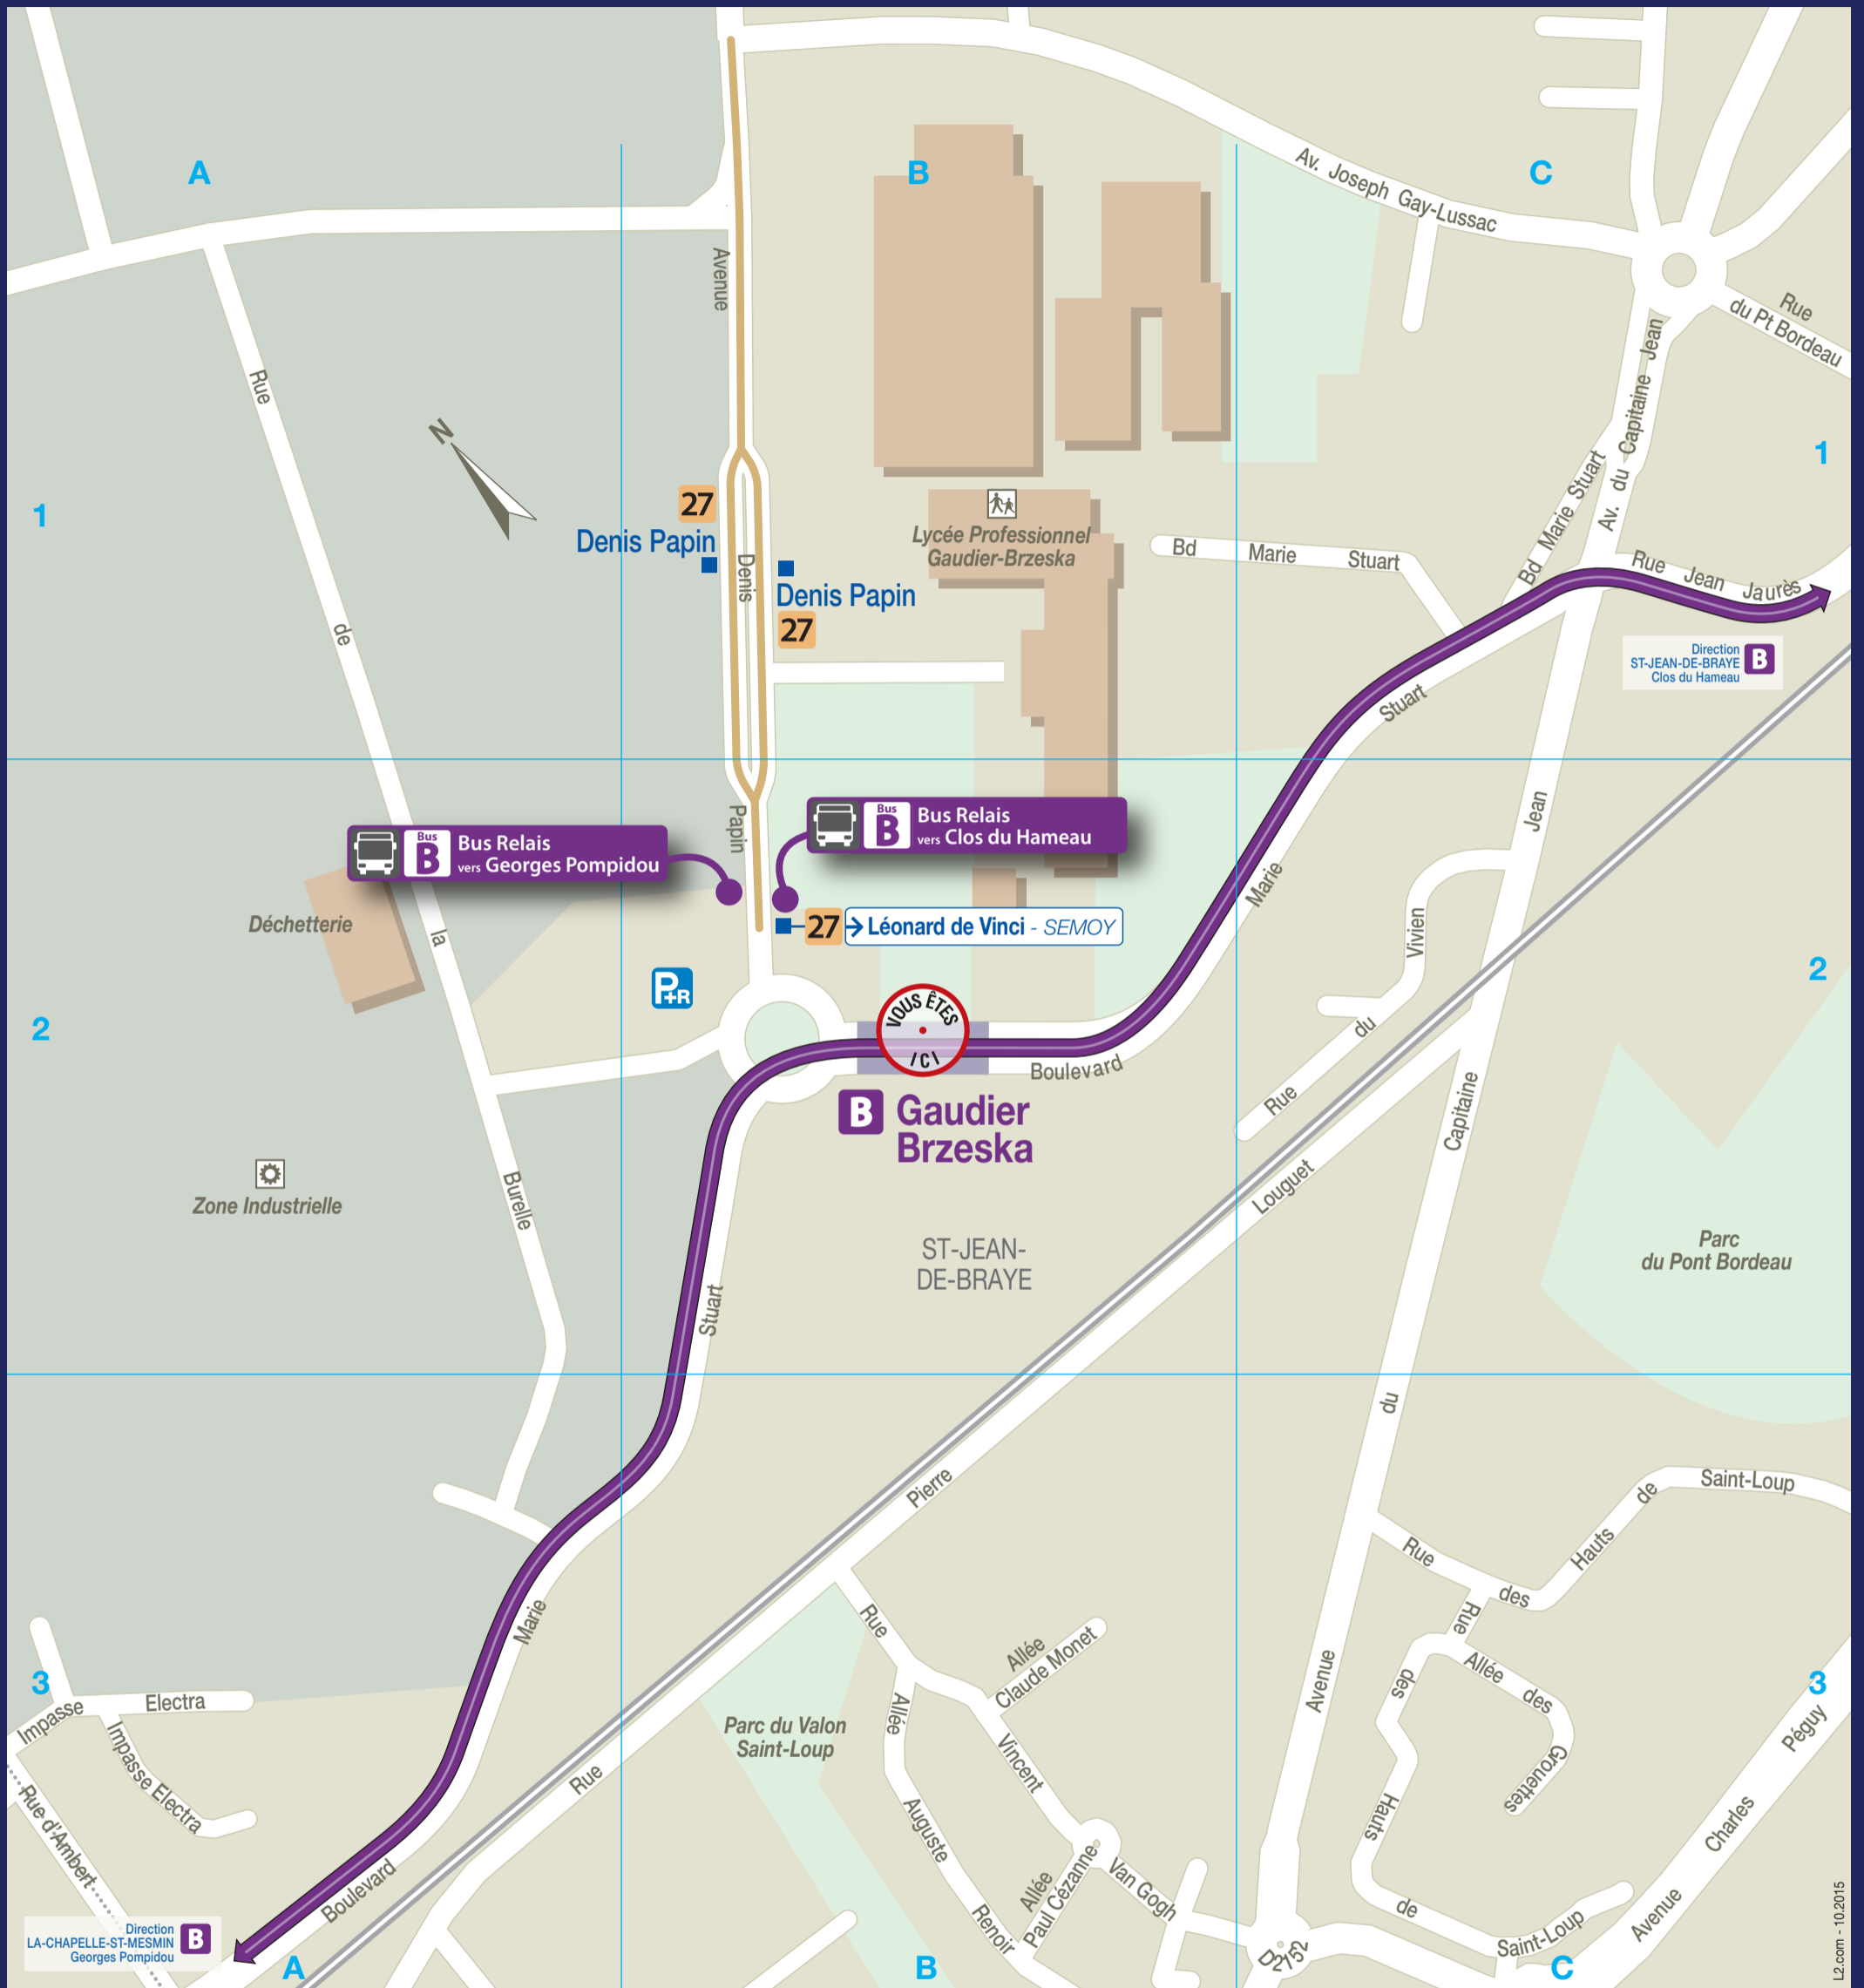 A
B
C
Av. Joseph Gay-Lussac
Rue
du Pt Bordeau
Avenue
Rue
Av. du Capitaine Jean
N
1
1
27
Denis Papin
Denis
Denis Papin
27
Lycée Professionnel
Gaudier-Brzeska
Bd Marie Stuart
Bd Marie Stuart
Rue Jean Jaurès
de
Direction
ST-JEAN-DE-BRAYE
Clos du Hameau
B
Stuart
Papin
Bus
B
Bus Relais
vers Clos du Hameau
Bus
B
Bus Relais
vers Georges Pompidou
Jean
Marie
Déchetterie
la
27
→ Léonard de Vinci - SEMOY
Vivien
P+R
2
2
VOUS ÊTES
ICI
du
Boulevard
Rue
B Gaudier
Brzeska
Capitaine
Zone Industrielle
Burelle
Louguet
ST-JEAN-
DE-BRAYE
Parc
du Pont Bordeau
Stuart
du
Pierre
Saint-Loup
de
Hauts
Rue
des
Marie
Rue
Allée
Claude Monet
Rue
des
Allée des
Grouettes
Avenue
3
3
Impasse Electra
Impasse Electra
Allée
Parc du Valon
Saint-Loup
Vincent
Péguy
Rue
Hauts
Charles
Rue d'Ambert
Auguste
Boulevard
Allée
Paul Cézanne
Van Gogh
Renoir
de
Saint-Loup
Avenue
D2152
Direction
LA-CHAPELLE-ST-MESMIN
Georges Pompidou
B
A
B
C
L2.com - 10.2015